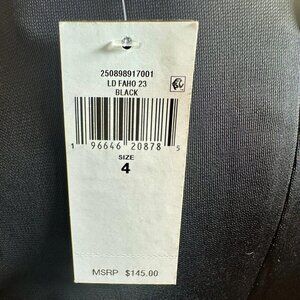 250898917001
LD FAHO 23
BLACK
1 96646 20878 5
SIZE
4
MSRP $145.00